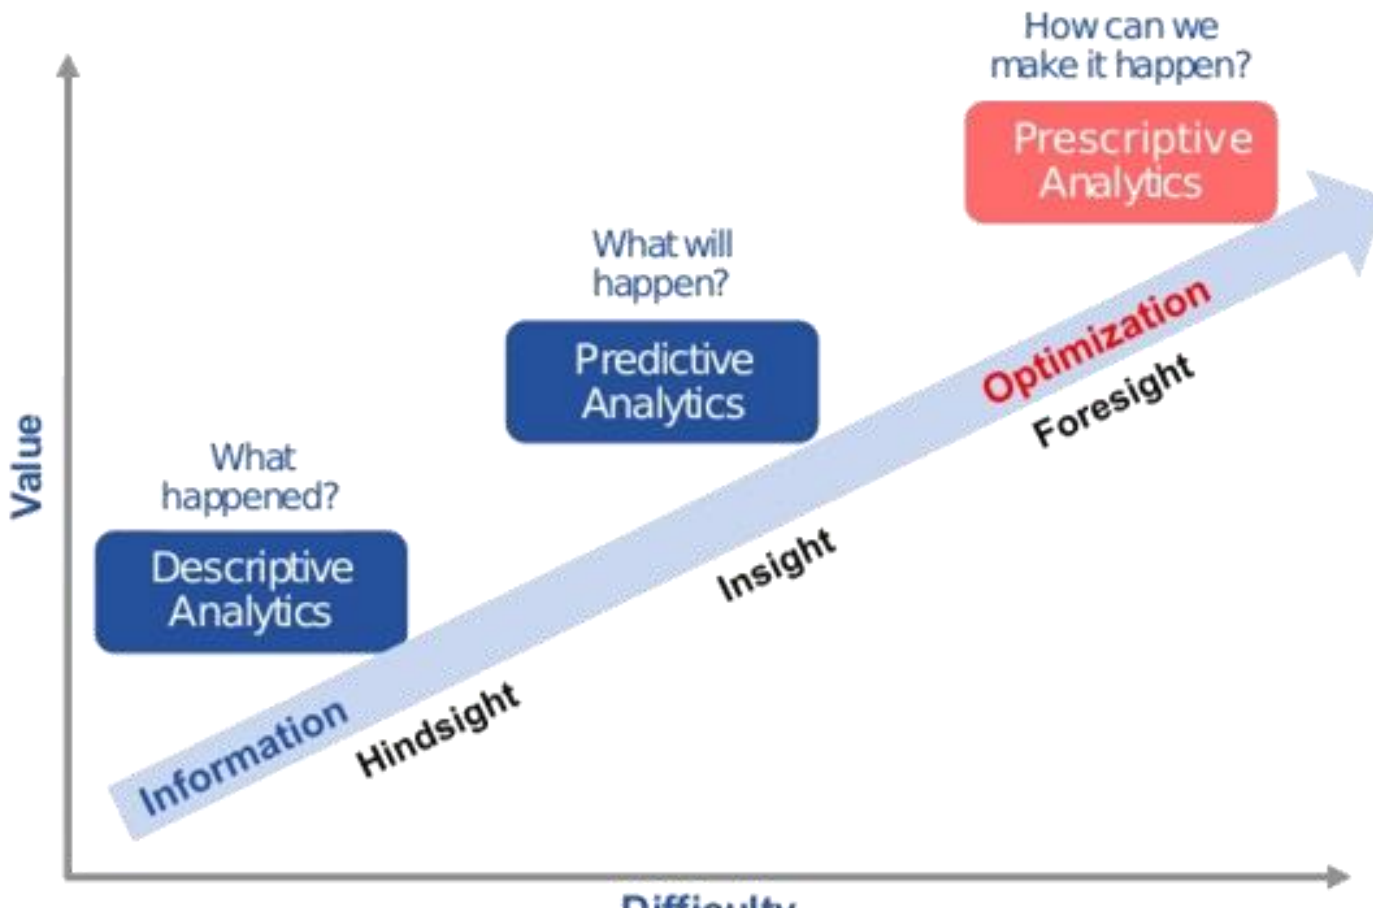 How can we
make it happen?
Prescriptive
Analytics
What will
happen?
Predictive
Analytics
Optimization
Foresight
What
happened?
Descriptive
Analytics
Insight
Information
Hindsight
Value
Difficulty